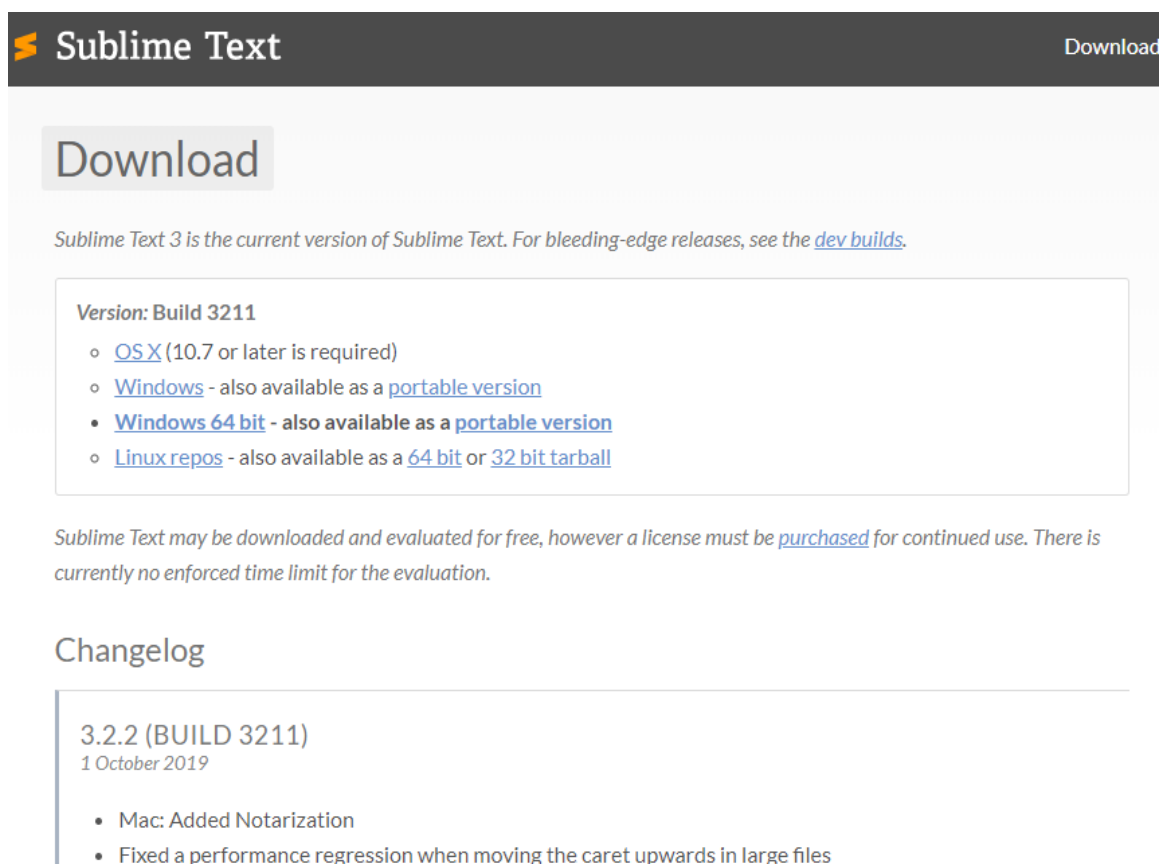 Sublime Text
Download
Download
Sublime Text 3 is the current version of Sublime Text. For bleeding-edge releases, see the dev builds.
Version: Build 3211
OS X (10.7 or later is required)
Windows - also available as a portable version
Windows 64 bit - also available as a portable version
Linux repos - also available as a 64 bit or 32 bit tarball
Sublime Text may be downloaded and evaluated for free, however a license must be purchased for continued use. There is
currently no enforced time limit for the evaluation.
Changelog
3.2.2 (BUILD 3211)
1 October 2019
Mac: Added Notarization
Fixed a performance regression when moving the caret upwards in large files